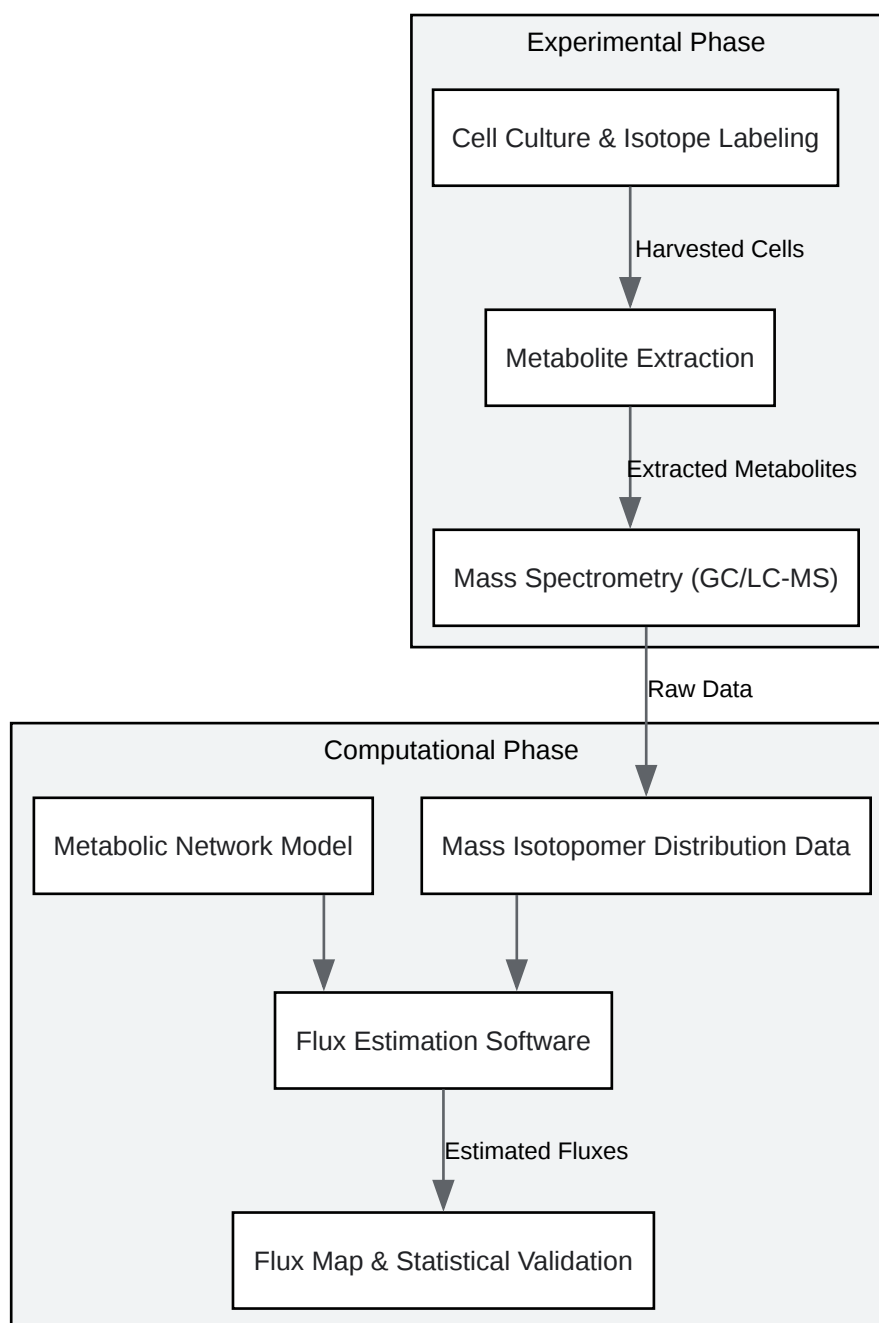 Experimental Phase
Cell Culture & Isotope Labeling
Harvested Cells
Metabolite Extraction
Extracted Metabolites
Mass Spectrometry (GC/LC-MS)
Raw Data
Computational Phase
Metabolic Network Model
Mass Isotopomer Distribution Data
Flux Estimation Software
Estimated Fluxes
Flux Map & Statistical Validation